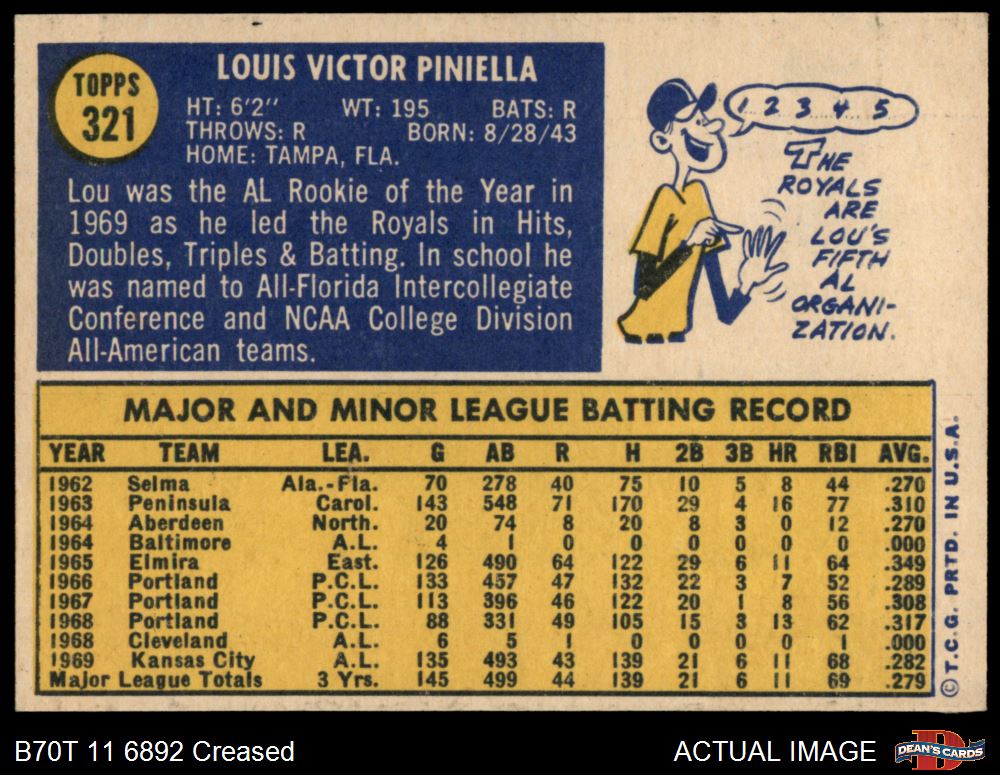 TOPPS
321
LOUIS VICTOR PINIELLA
HT: 6'2" WT: 195 BATS: R
THROWS: R BORN: 8/28/43
HOME: TAMPA, FLA.
Lou was the AL Rookie of the Year in
1969 as he led the Royals in Hits,
Doubles, Triples & Batting. In school he
was named to All-Florida Intercollegiate
Conference and NCAA College Division
All-American teams.
1 2 3 4 5
THE
ROYALS
ARE
LOU'S
FIFTH
AL
ORGANI-
ZATION.
MAJOR AND MINOR LEAGUE BATTING RECORD
YEAR TEAM LEA. G AB R H 2B 3B HR RBI AVG.
1962 Selma Ala.-Fla. 70 278 40 75 10 5 8 44 .270
1963 Peninsula Carol. 143 548 71 170 29 4 16 77 .310
1964 Aberdeen North. 20 74 8 20 8 3 0 12 .270
1964 Baltimore A.L. 4 1 0 0 0 0 0 0 .000
1965 Elmira East. 126 490 64 122 29 6 11 64 .349
1966 Portland P.C.L. 133 457 47 132 22 3 7 52 .289
1967 Portland P.C.L. 113 396 46 122 20 1 8 56 .308
1968 Portland P.C.L. 88 331 49 105 15 3 13 62 .317
1968 Cleveland A.L. 6 5 1 0 0 0 0 1 .000
1969 Kansas City A.L. 135 493 43 139 21 6 11 68 .282
Major League Totals 3 Yrs. 145 499 44 139 21 6 11 69 .279
© T.C.G. PRTD. IN U.S.A.
B70T 11 6892 Creased
ACTUAL IMAGE
DEAN'S CARDS